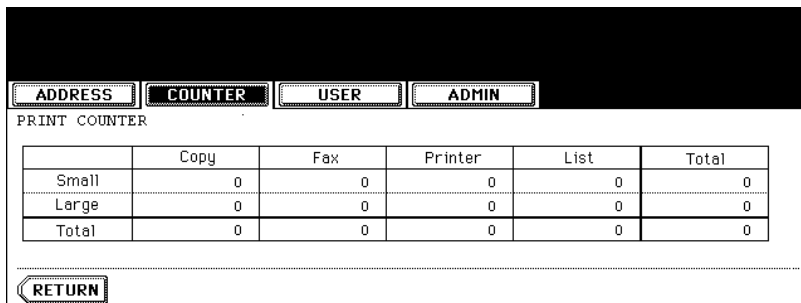 ADDRESS COUNTER USER ADMIN
PRINT COUNTER
Copy Fax Printer List Total
Small 0 0 0 0 0
Large 0 0 0 0 0
Total 0 0 0 0 0
RETURN